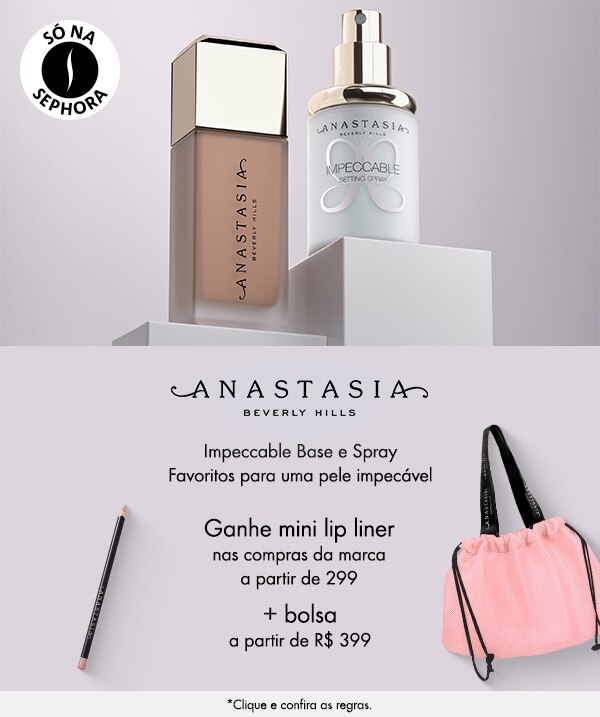 SÓ NA
SEPHORA
ANASTASIA
BEVERLY HILLS
ANASTASIA
BEVERLY HILLS
IMPECCABLE
SETTING SPRAY
ANASTASIA
BEVERLY HILLS
Impeccable Base e Spray
Favoritos para uma pele impecável
Ganhe mini lip liner
nas compras da marca
a partir de 299
+ bolsa
a partir de R$ 399
ANASTASIA
*Clique e confira as regras.